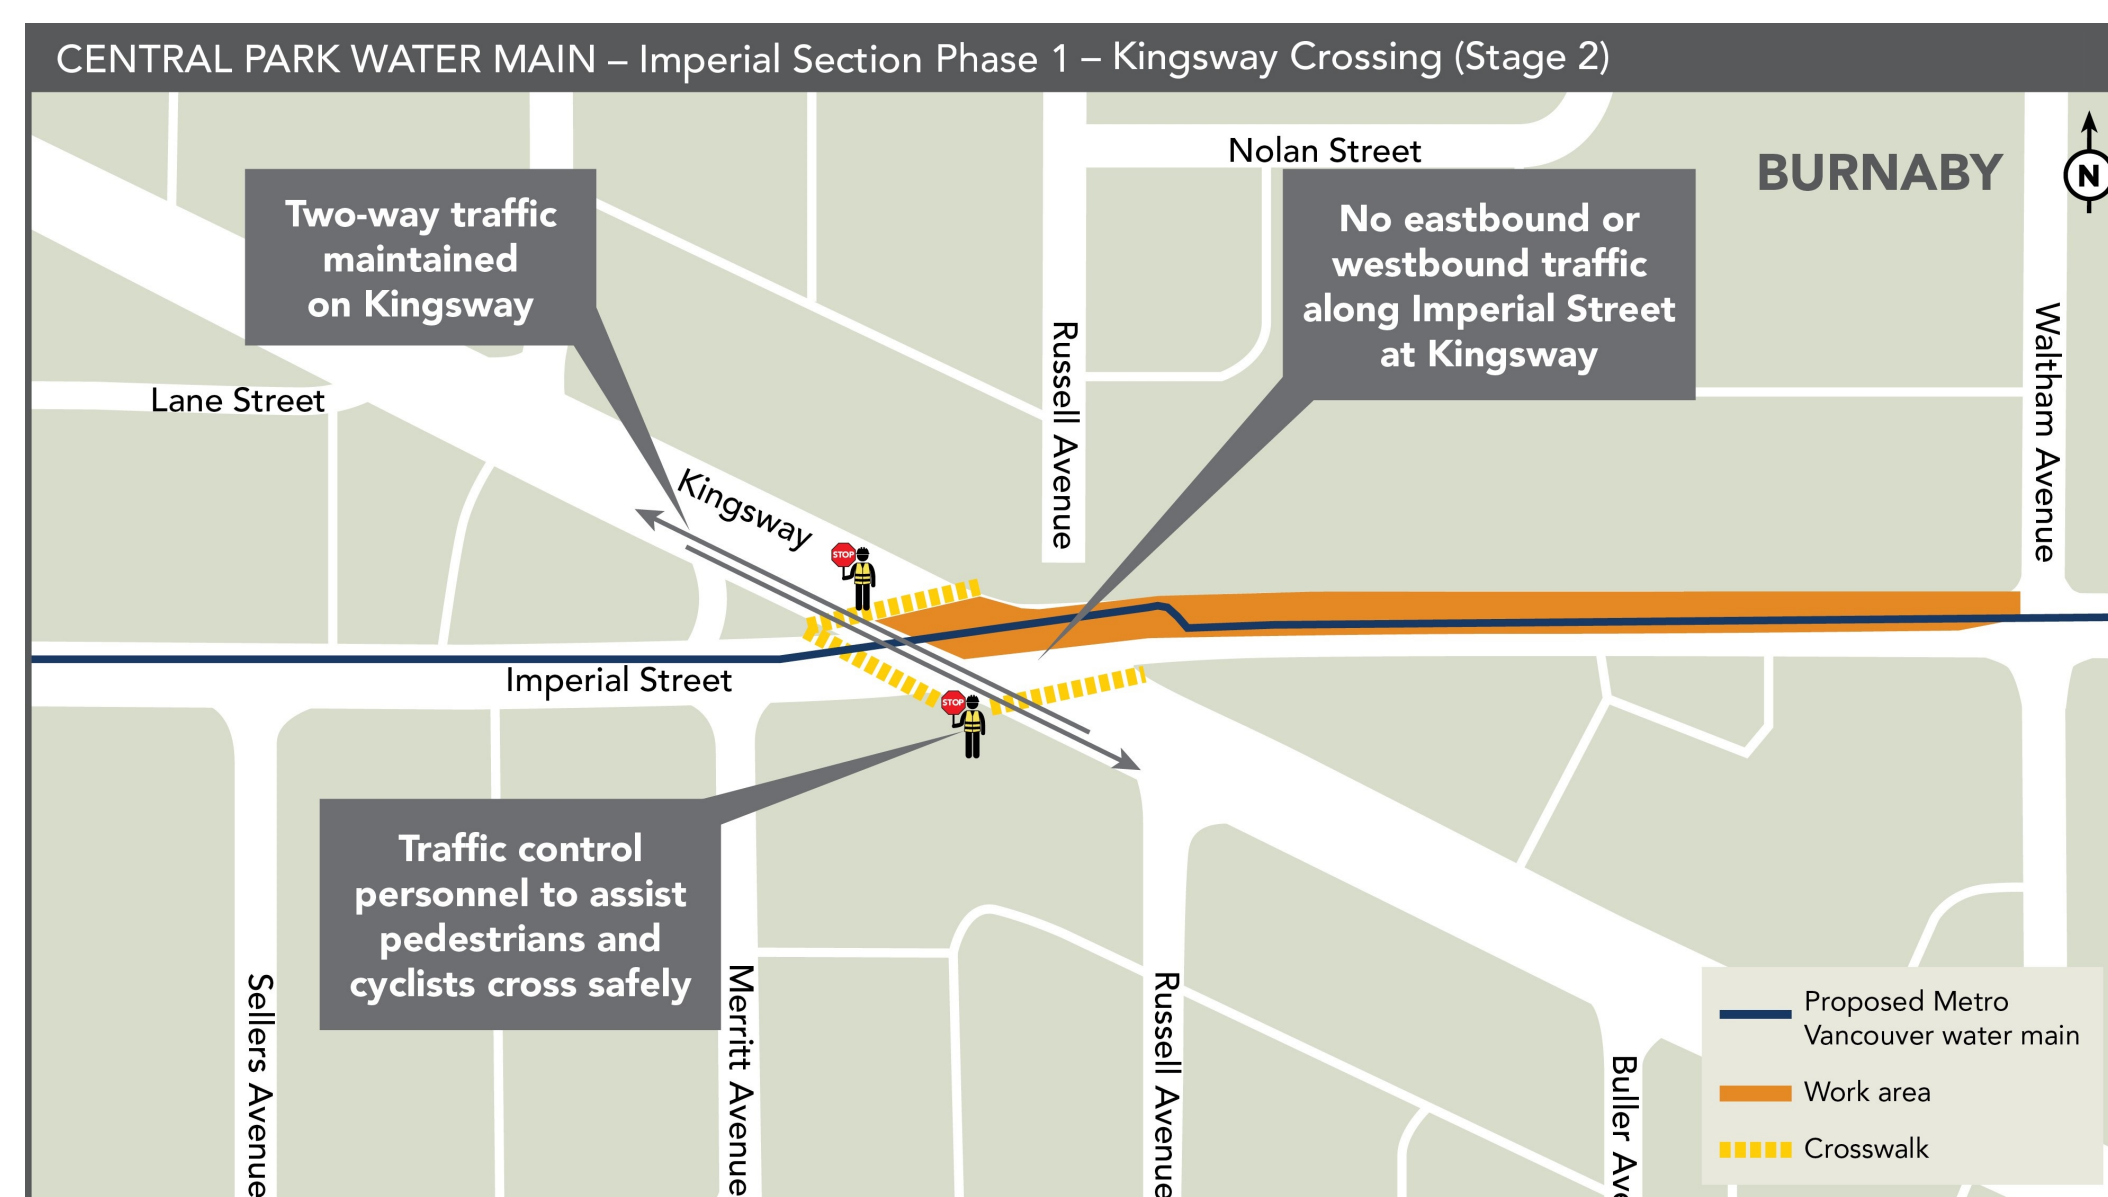 CENTRAL PARK WATER MAIN – Imperial Section Phase 1 – Kingsway Crossing (Stage 2)
Nolan Street
BURNABY
N
Two-way traffic
maintained
on Kingsway
No eastbound or
westbound traffic
along Imperial Street
at Kingsway
Russell Avenue
Waltham Avenue
Lane Street
Kingsway
STOP
Imperial Street
STOP
Traffic control
personnel to assist
pedestrians and
cyclists cross safely
Sellers Avenue
Merritt Avenue
Russell Avenue
Buller Ave
Proposed Metro
Vancouver water main
Work area
Crosswalk